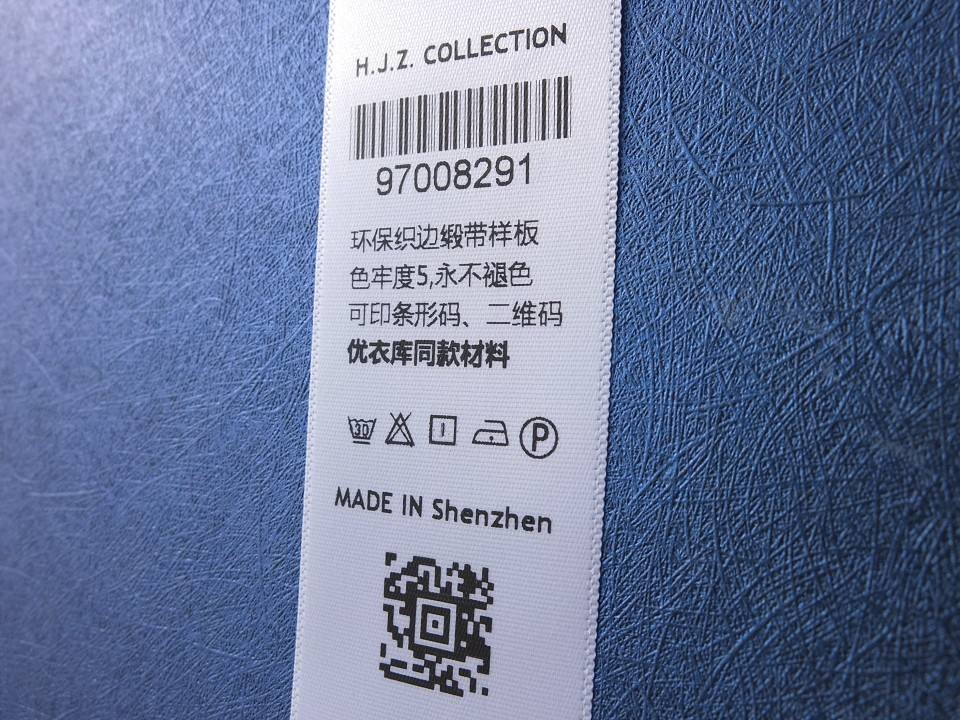 H.J.Z. COLLECTION
97008291
环保织边缎带样板
色牢度5,永不褪色
可印条形码、二维码
优衣库同款材料
30
P
MADE IN Shenzhen